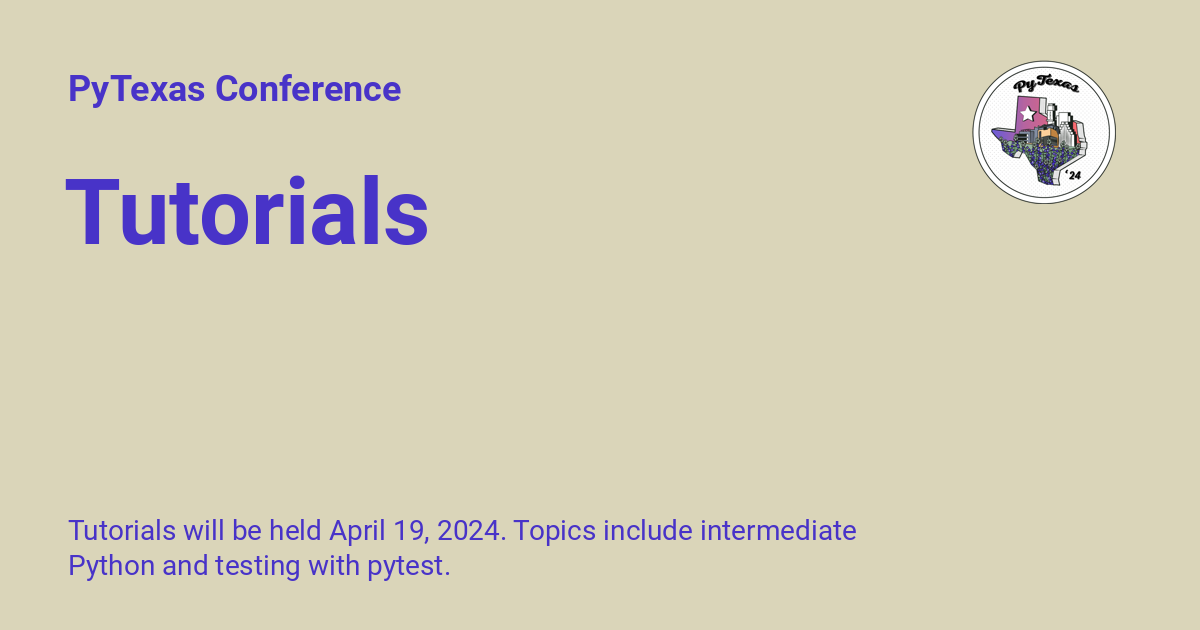 PyTexas Conference
PyTexas
'24
Tutorials
Tutorials will be held April 19, 2024. Topics include intermediate
Python and testing with pytest.